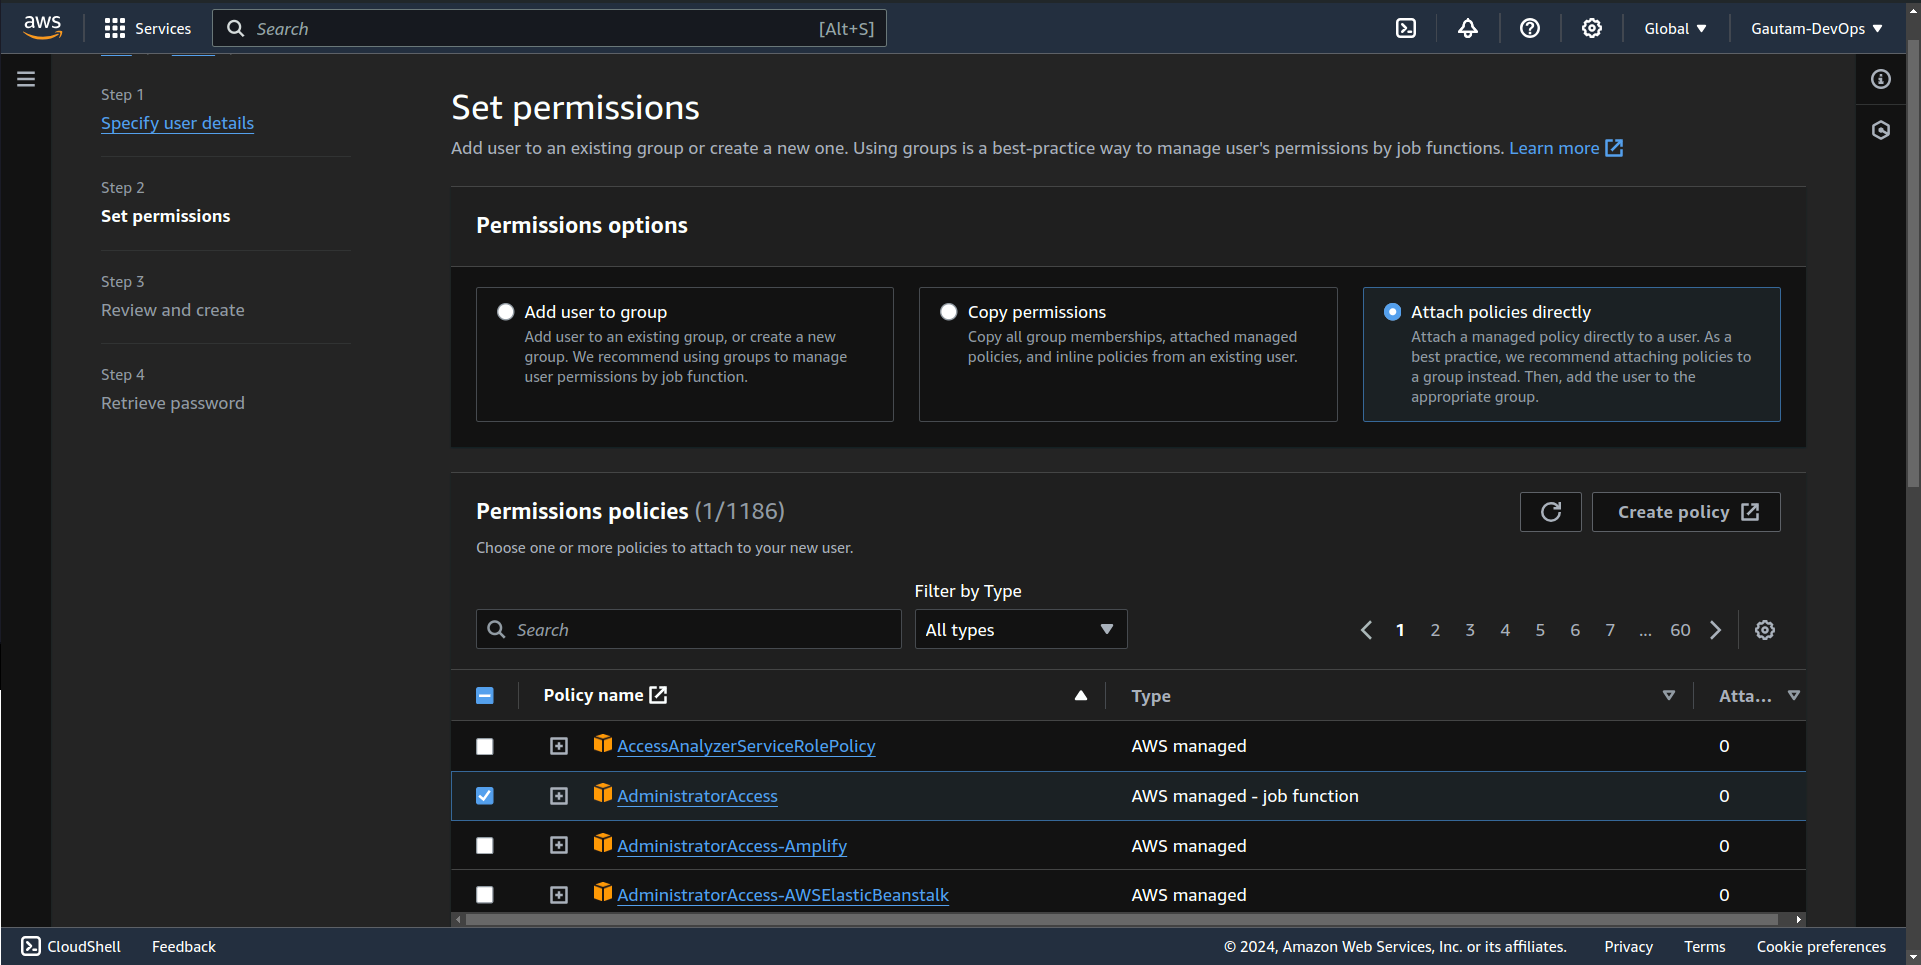 aws
Services
Search
[Alt+S]
Global
Gautam-DevOps
Step 1
Specify user details
Step 2
Set permissions
Step 3
Review and create
Step 4
Retrieve password
Set permissions
Add user to an existing group or create a new one. Using groups is a best-practice way to manage user's permissions by job functions. Learn more
Permissions options
Add user to group
Add user to an existing group, or create a new
group. We recommend using groups to manage
user permissions by job function.
Copy permissions
Copy all group memberships, attached managed
policies, and inline policies from an existing user.
Attach policies directly
Attach a managed policy directly to a user. As a
best practice, we recommend attaching policies to
a group instead. Then, add the user to the
appropriate group.
Permissions policies (1/1186)
Create policy
Choose one or more policies to attach to your new user.
Filter by Type
Search
All types
1 2 3 4 5 6 7 ... 60
Policy name Type Atta...
AccessAnalyzerServiceRolePolicy AWS managed 0
AdministratorAccess AWS managed - job function 0
AdministratorAccess-Amplify AWS managed 0
AdministratorAccess-AWSElasticBeanstalk AWS managed 0
CloudShell Feedback © 2024, Amazon Web Services, Inc. or its affiliates. Privacy Terms Cookie preferences